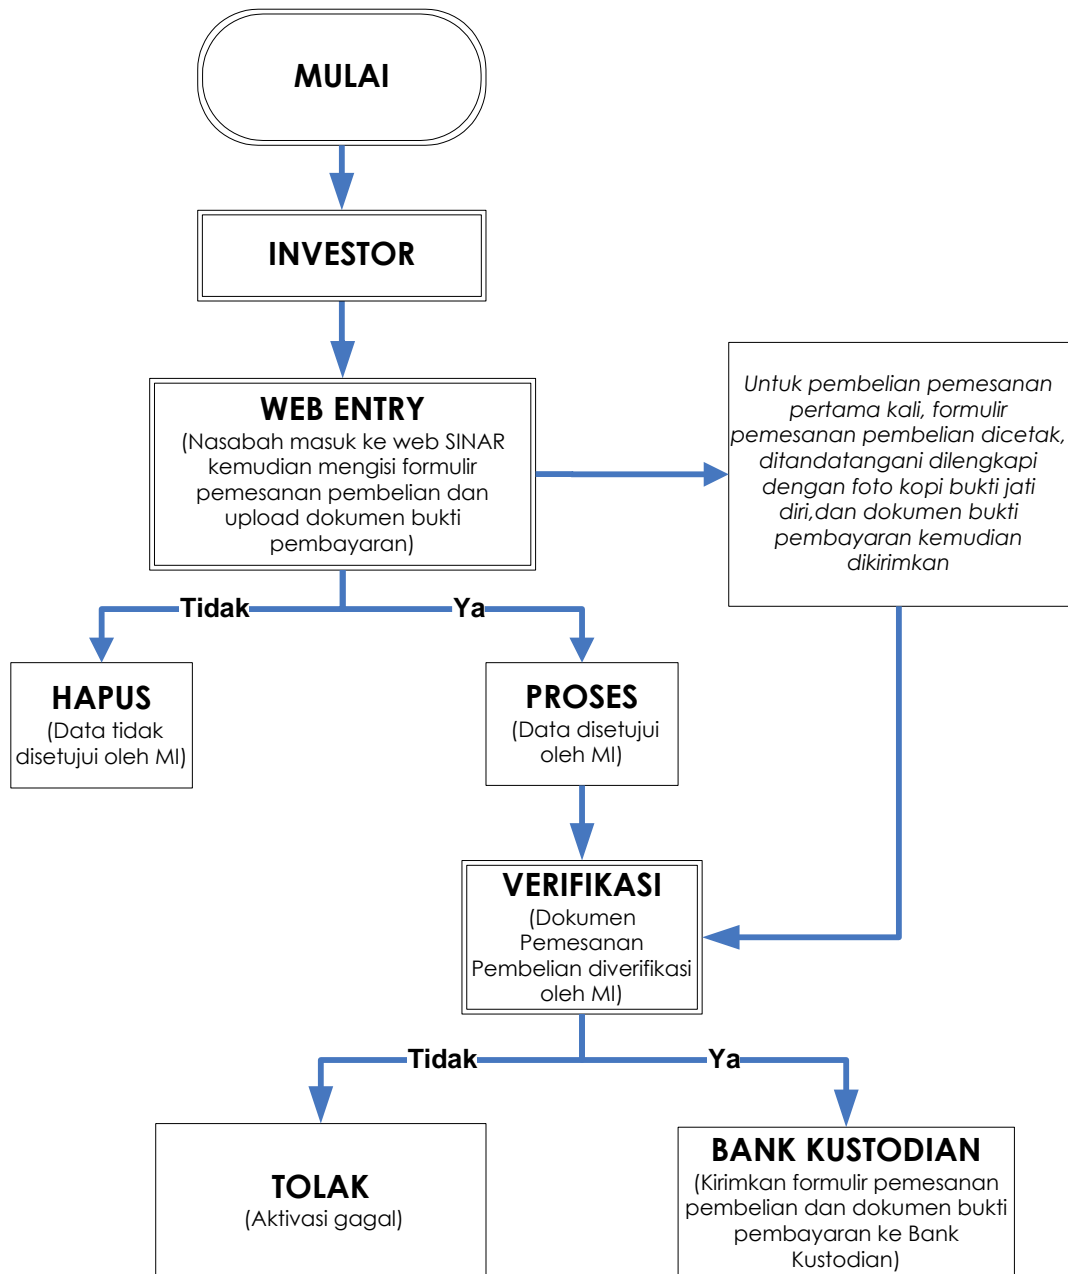 MULAI
INVESTOR
WEB ENTRY
(Nasabah masuk ke web SINAR
kemudian mengisi formulir
pemesanan pembelian dan
upload dokumen bukti
pembayaran)
Untuk pembelian pemesanan
pertama kali, formulir
pemesanan pembelian dicetak,
ditandatangani dilengkapi
dengan foto kopi bukti jati
diri,dan dokumen bukti
pembayaran kemudian
dikirimkan
Tidak
Ya
HAPUS
(Data tidak
disetujui oleh MI)
PROSES
(Data disetujui
oleh MI)
VERIFIKASI
(Dokumen
Pemesanan
Pembelian diverifikasi
oleh MI)
Tidak
Ya
TOLAK
(Aktivasi gagal)
BANK KUSTODIAN
(Kirimkan formulir pemesanan
pembelian dan dokumen bukti
pembayaran ke Bank
Kustodian)